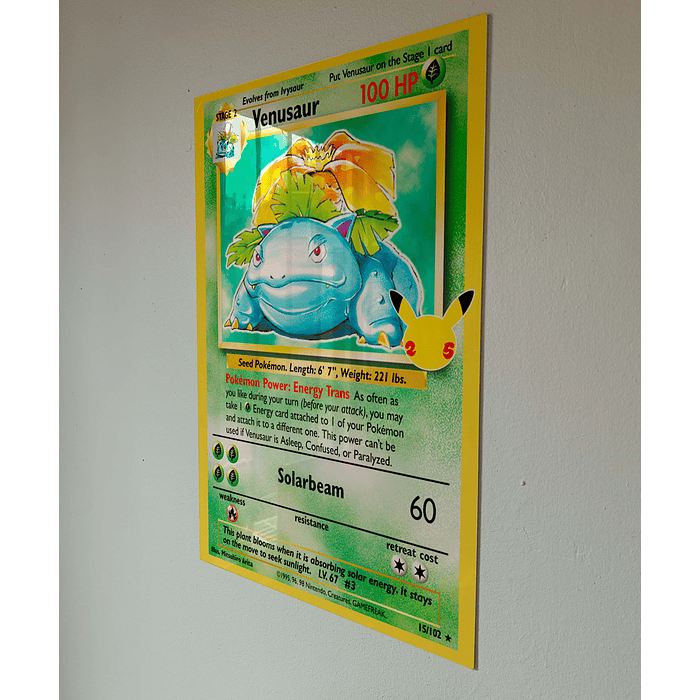 Put Venusaur on the Stage 1 card
Evolves from Ivysaur
STAGE 2
Venusaur
100 HP
25
Seed Pokémon. Length: 6' 7", Weight: 221 lbs.
Pokémon Power: Energy Trans As often as
you like during your turn (before your attack), you may
take 1 Energy card attached to 1 of your Pokémon
and attach it to a different one. This power can't be
used if Venusaur is Asleep, Confused, or Paralyzed.
Solarbeam
60
weakness
resistance
retreat cost
This plant blooms when it is absorbing solar energy. It stays
on the move to seek sunlight. LV. 67 #3
Illus. Mitsuhiro Arita
©1995, 96, 98 Nintendo, Creatures, GAMEFREAK.
15/102